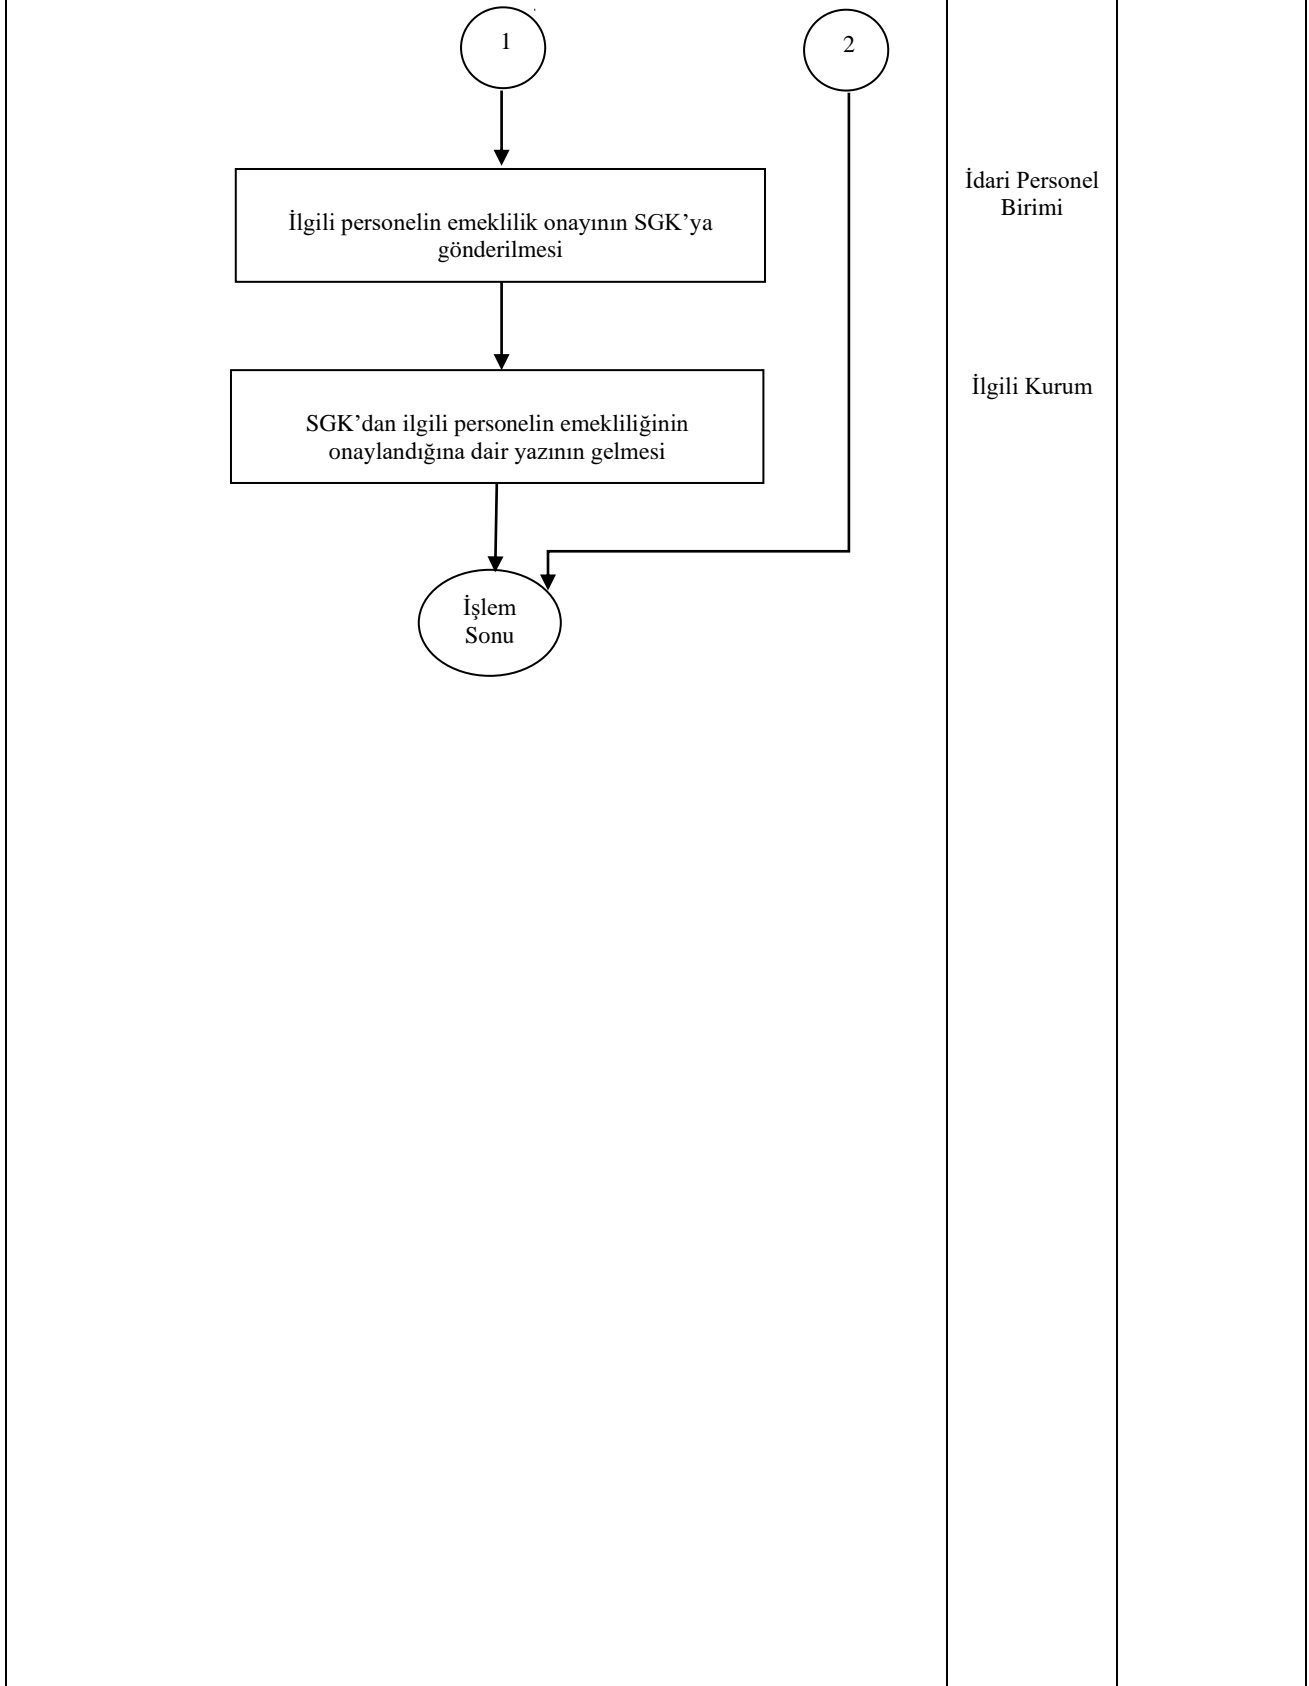 1
2
İlgili personelin emeklilik onayının SGK’ya
gönderilmesi
İdari Personel
Birimi
SGK’dan ilgili personelin emekliliğinin
onaylandığına dair yazının gelmesi
İlgili Kurum
İşlem
Sonu